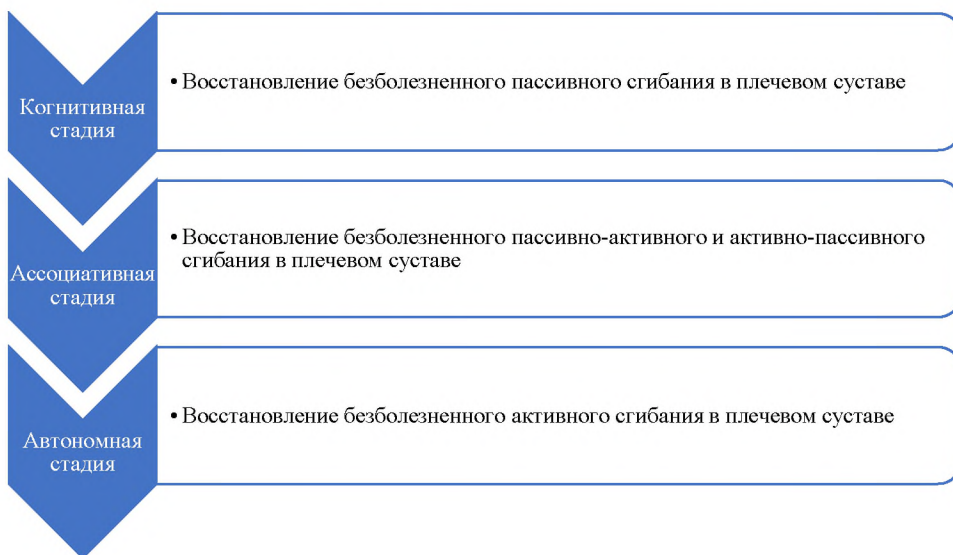 Когнитивная
стадия
• Восстановление безболезненного пассивного сгибания в плечевом суставе
Ассоциативная
стадия
• Восстановление безболезненного пассивно-активного и активно-пассивного
сгибания в плечевом суставе
Автономная
стадия
• Восстановление безболезненного активного сгибания в плечевом суставе